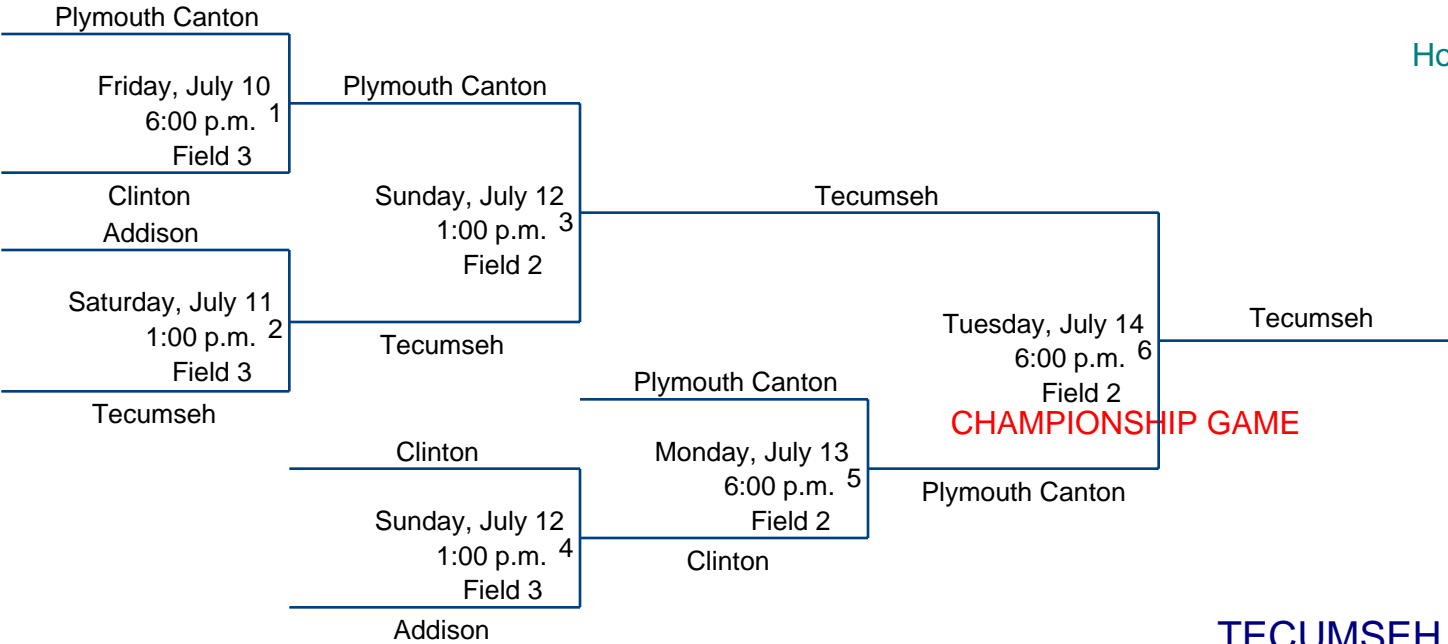 Plymouth Canton
Friday, July 10
6:00 p.m. 1
Field 3
Clinton
Addison
Saturday, July 11
1:00 p.m. 2
Field 3
Tecumseh
Plymouth Canton
Sunday, July 12
1:00 p.m. 3
Field 2
Tecumseh
Clinton
Sunday, July 12
1:00 p.m. 4
Field 3
Addison
Plymouth Canton
Monday, July 13
6:00 p.m. 5
Field 2
Clinton
Tecumseh
Tuesday, July 14
6:00 p.m. 6
Field 2
CHAMPIONSHIP GAME
Plymouth Canton
Tecumseh
Ho
TECUMSEH